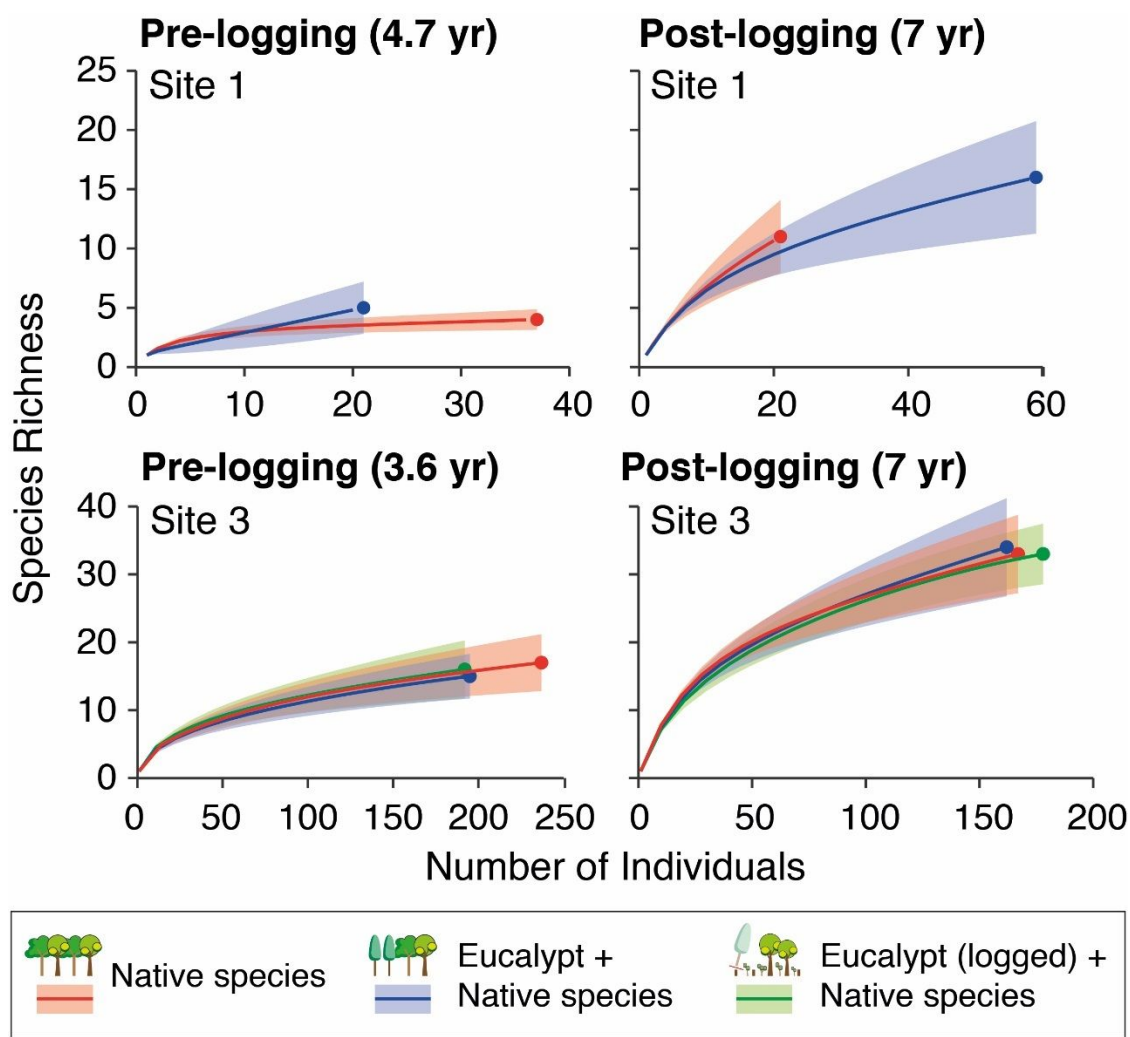 Pre-logging (4.7 yr)
Post-logging (7 yr)
Site 1
Site 1
25
20
15
10
5
0
0 10 20 30 40
0 20 40 60
Pre-logging (3.6 yr)
Post-logging (7 yr)
Site 3
Site 3
40
30
20
10
0
0 50 100 150 200 250
0 50 100 150 200
Species Richness
Number of Individuals
Native species
Eucalypt +
Native species
Eucalypt (logged) +
Native species